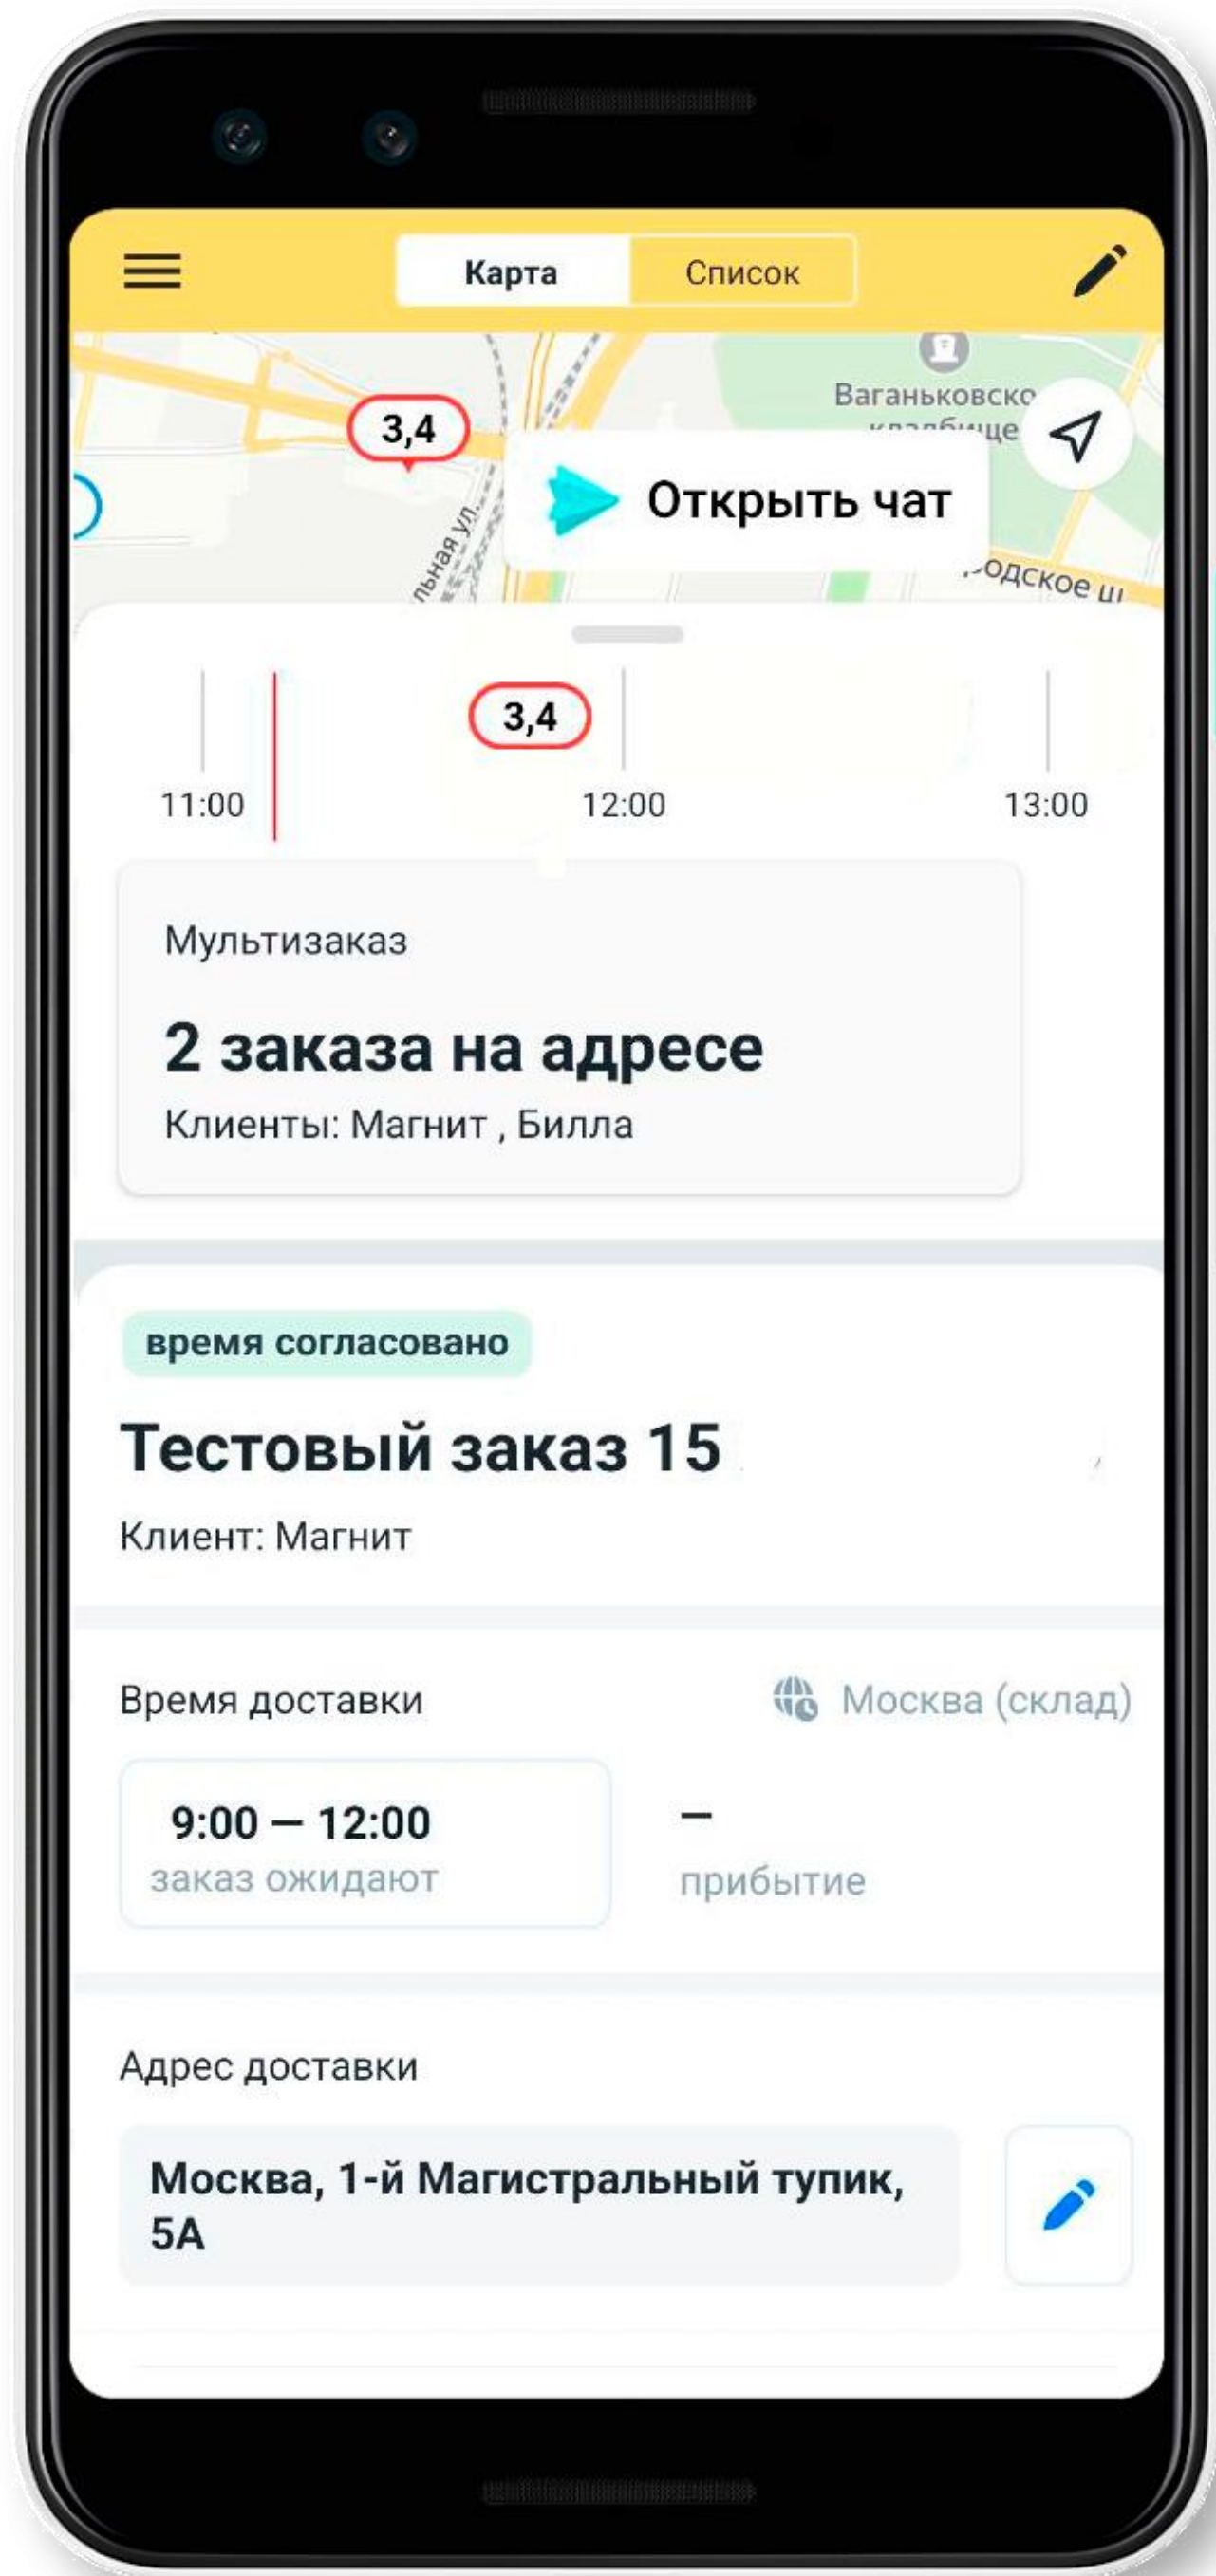 Карта
Список
Ваганьковско
кладбище
3,4
Открыть чат
3,4
11:00
12:00
13:00
Мультизаказ
2 заказа на адресе
Клиенты: Магнит , Билла
время согласовано
Тестовый заказ 15
Клиент: Магнит
Время доставки
Москва (склад)
9:00 — 12:00
—
заказ ожидают
прибытие
Адрес доставки
Москва, 1-й Магистральный тупик,
5А